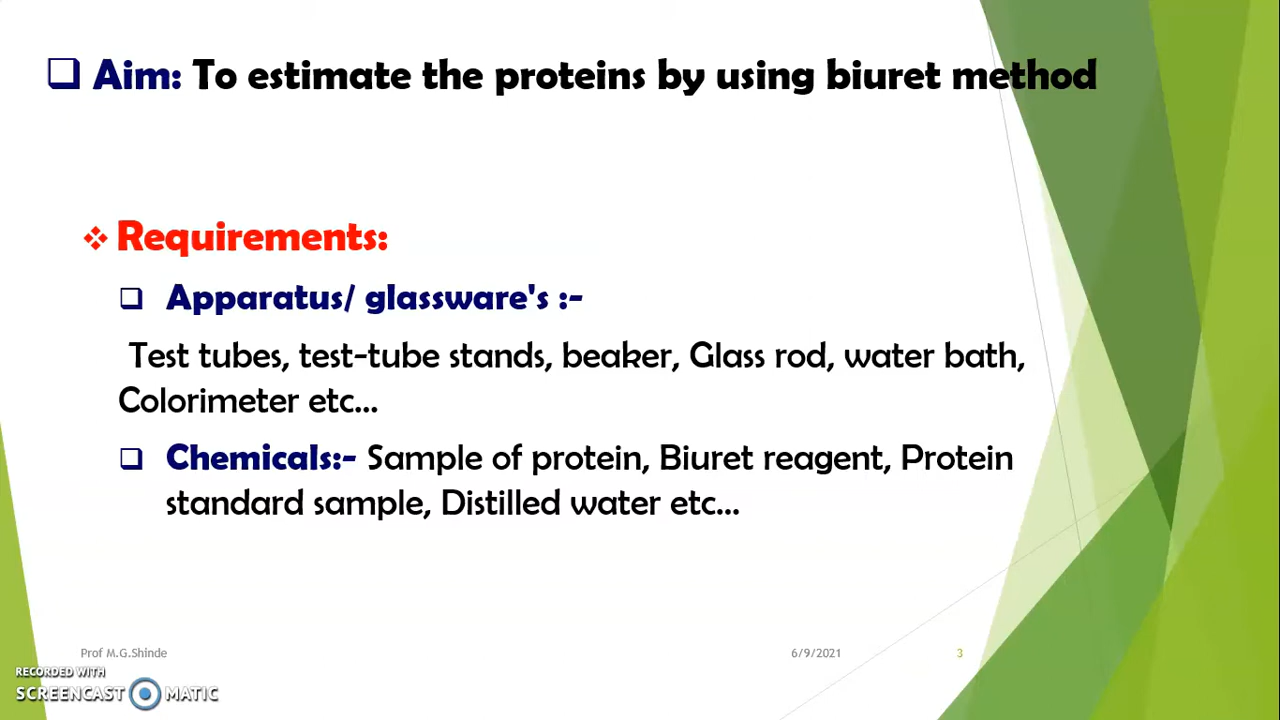 Aim: To estimate the proteins by using biuret method
Requirements:
Apparatus/ glassware's :-
Test tubes, test-tube stands, beaker, Glass rod, water bath,
Colorimeter etc...
Chemicals:- Sample of protein, Biuret reagent, Protein
standard sample, Distilled water etc...
Prof M.G.Shinde
6/9/2021
3
RECORDED WITH
SCREENCAST MATIC